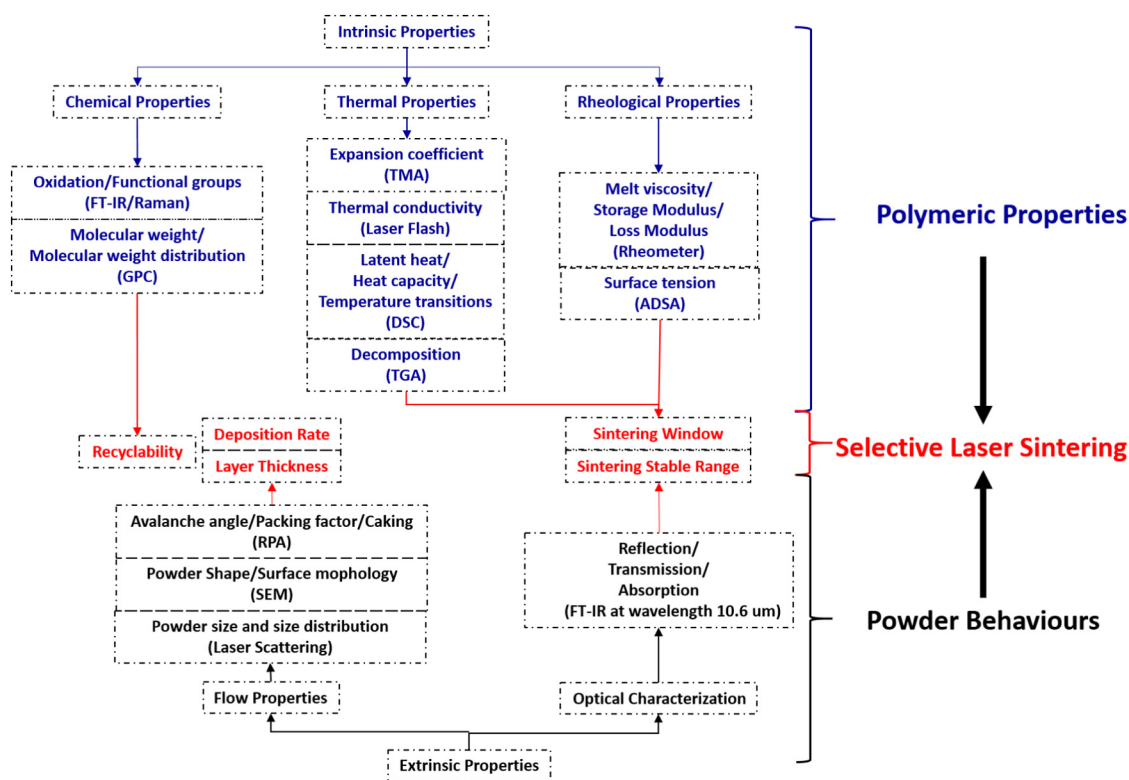 Intrinsic Properties
Chemical Properties
Thermal Properties
Rheological Properties
Oxidation/Functional groups
(FT-IR/Raman)
Molecular weight/
Molecular weight distribution
(GPC)
Expansion coefficient
(TMA)
Thermal conductivity
(Laser Flash)
Latent heat/
Heat capacity/
Temperature transitions
(DSC)
Decomposition
(TGA)
Melt viscosity/
Storage Modulus/
Loss Modulus
(Rheometer)
Surface tension
(ADSA)
Polymeric Properties
Recyclability
Deposition Rate
Layer Thickness
Sintering Window
Sintering Stable Range
Selective Laser Sintering
Avalanche angle/Packing factor/Caking
(RPA)
Powder Shape/Surface mophology
(SEM)
Powder size and size distribution
(Laser Scattering)
Reflection/
Transmission/
Absorption
(FT-IR at wavelength 10.6 um)
Powder Behaviours
Flow Properties
Optical Characterization
Extrinsic Properties